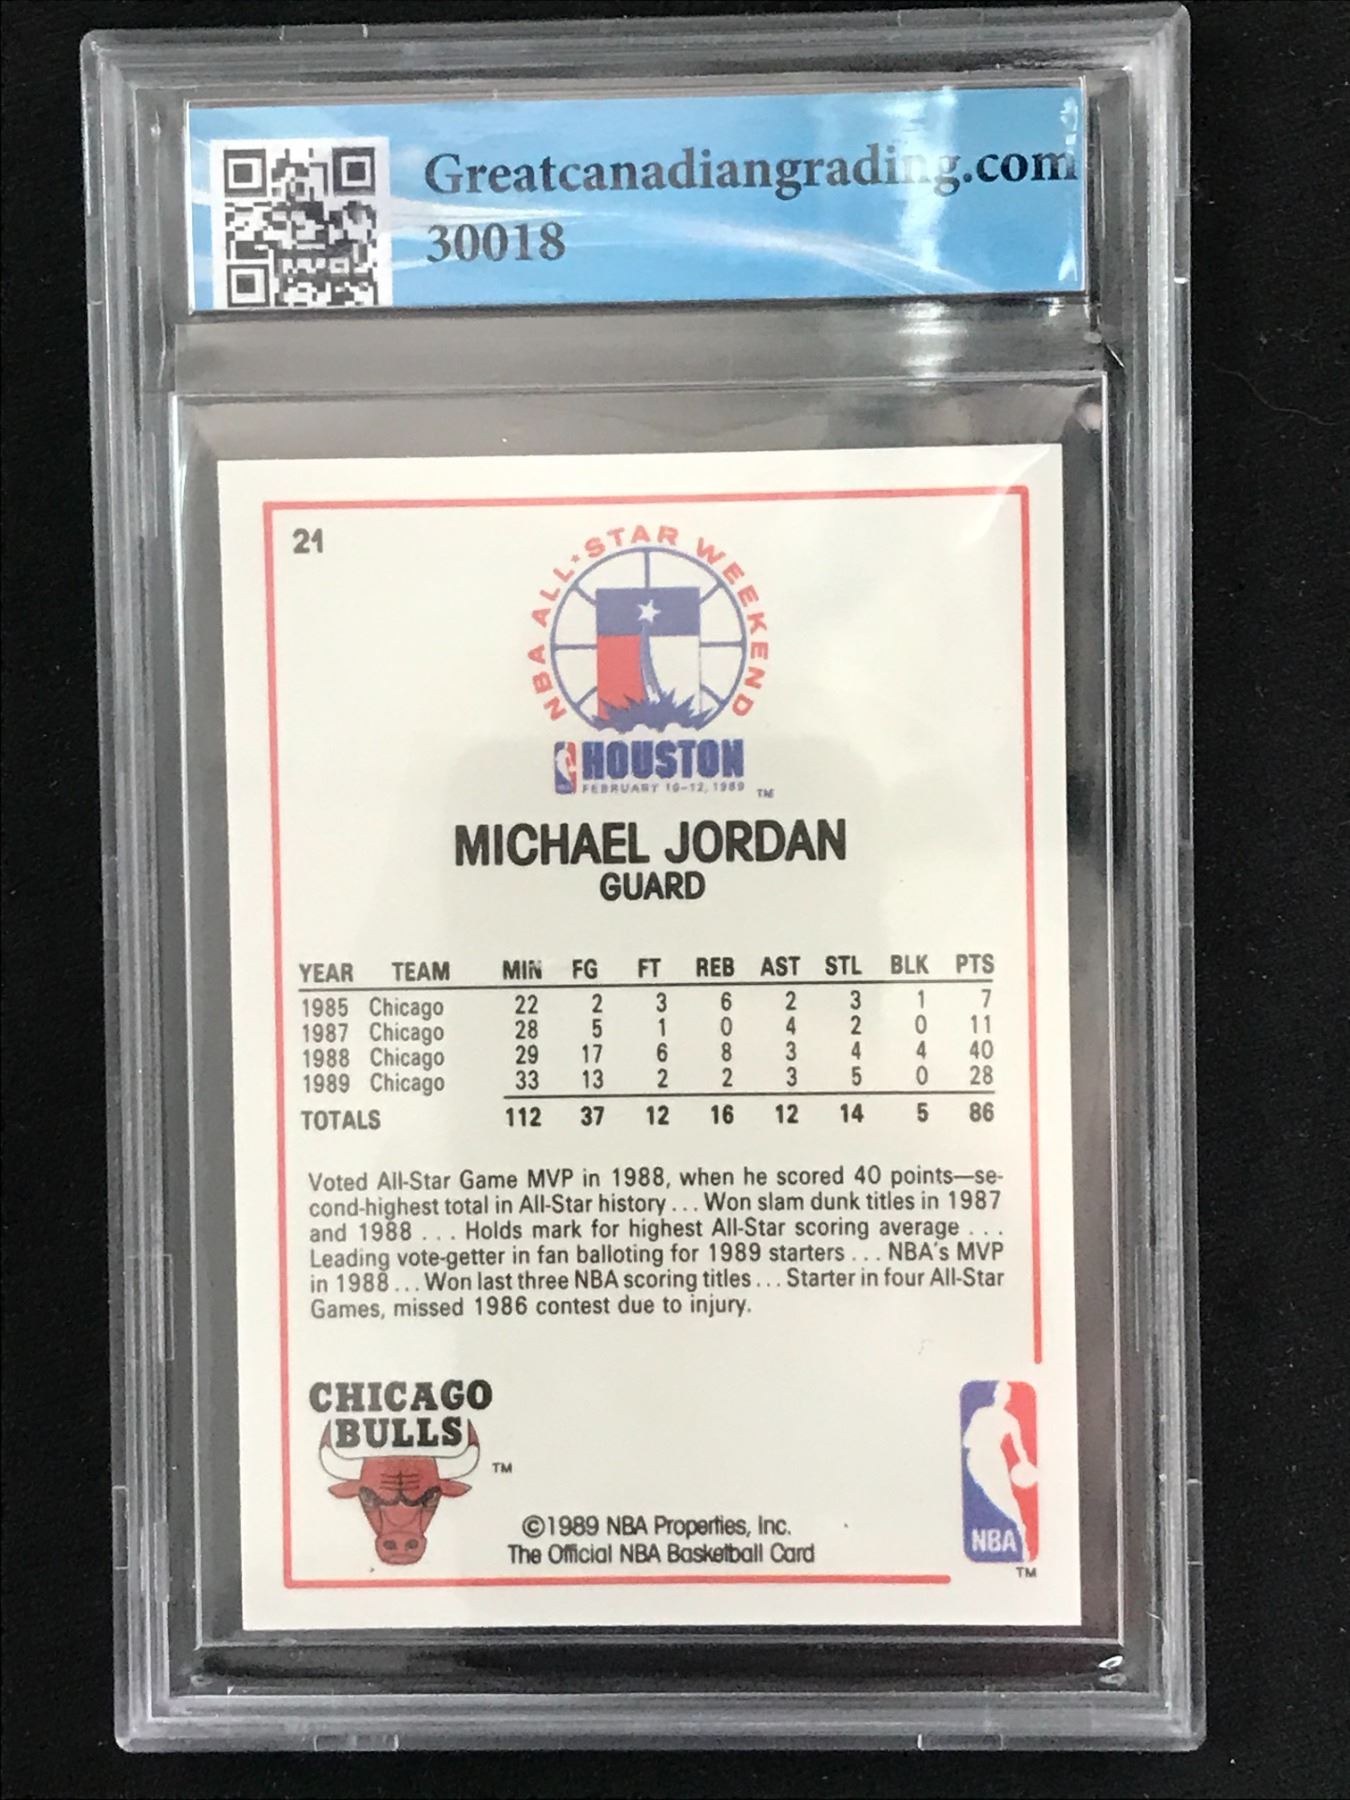 Greatcanadiangrading.com
30018
21
NBA ALL★STAR WEEKEND
HOUSTON
FEBRUARY 10-12, 1989 TM
MICHAEL JORDAN
GUARD
YEAR TEAM MIN FG FT REB AST STL BLK PTS
1985 Chicago 22 2 3 6 2 3 1 7
1987 Chicago 28 5 1 0 4 2 0 11
1988 Chicago 29 17 6 8 3 4 4 40
1989 Chicago 33 13 2 2 3 5 0 28
TOTALS 112 37 12 16 12 14 5 86
Voted All-Star Game MVP in 1988, when he scored 40 points—se-
cond-highest total in All-Star history . . . Won slam dunk titles in 1987
and 1988 . . . Holds mark for highest All-Star scoring average . . .
Leading vote-getter in fan balloting for 1989 starters . . . NBA's MVP
in 1988 . . . Won last three NBA scoring titles . . . Starter in four All-Star
Games, missed 1986 contest due to injury.
CHICAGO
BULLS
TM
©1989 NBA Properties, Inc.
The Official NBA Basketball Card
NBA
TM